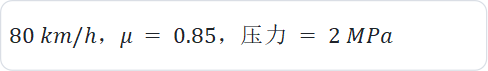 80 km/h，μ = 0.85，压力 = 2 MPa